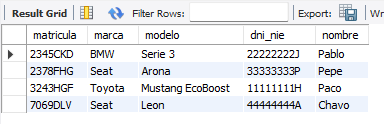 Result Grid Filter Rows: Export: W
matricula marca modelo dni_nie nombre
2345CKD BMW Serie 3 22222222J Pablo
2378FHG Seat Arona 33333333P Pepe
3243HGF Toyota Mustang EcoBoost 11111111H Paco
7069DLV Seat Leon 44444444A Chavo